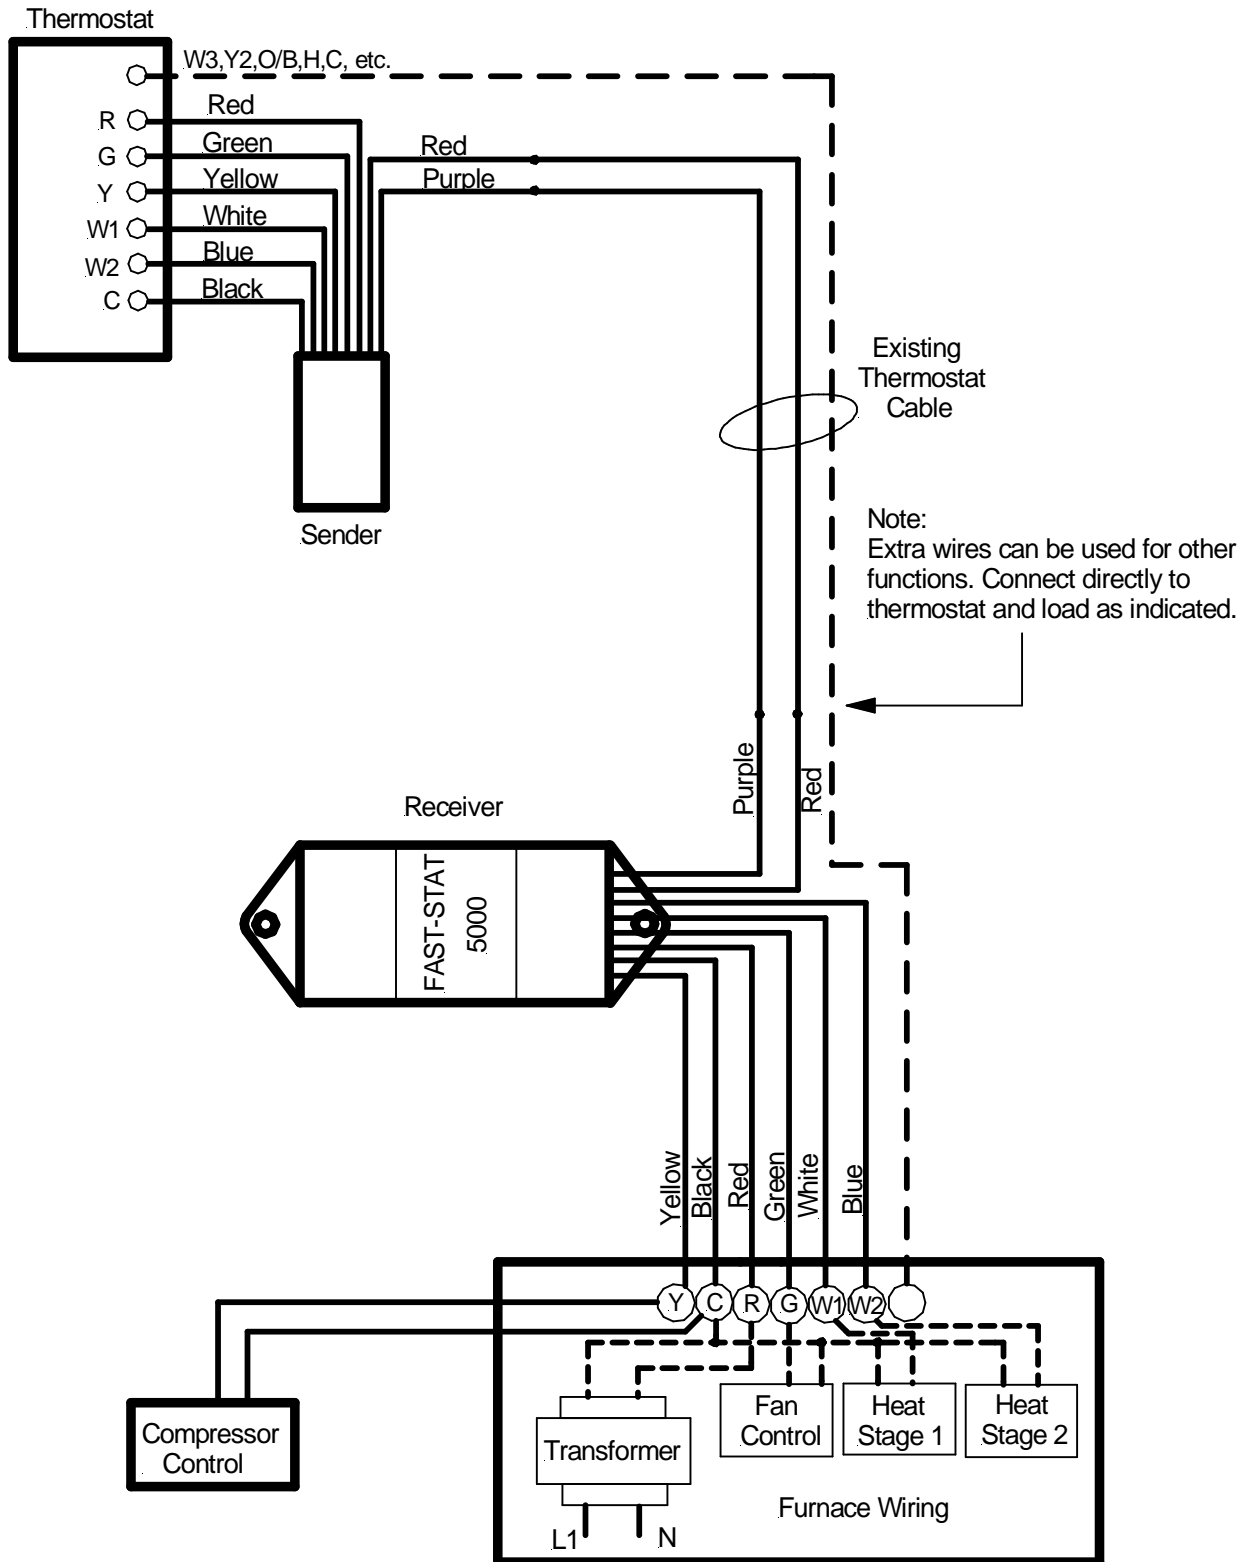 Thermostat
W3,Y2,O/B,H,C, etc.
R
Red
G
Green
Y
Yellow
W1
White
W2
Blue
C
Black
Red
Purple
Sender
Existing
Thermostat
Cable
Note:
Extra wires can be used for other
functions. Connect directly to
thermostat and load as indicated.
Purple
Red
Receiver
FAST-STAT
5000
Yellow
Black
Red
Green
White
Blue
Y
C
R
G
W1
W2
Compressor
Control
Transformer
L1
N
Fan
Control
Heat
Stage 1
Heat
Stage 2
Furnace Wiring